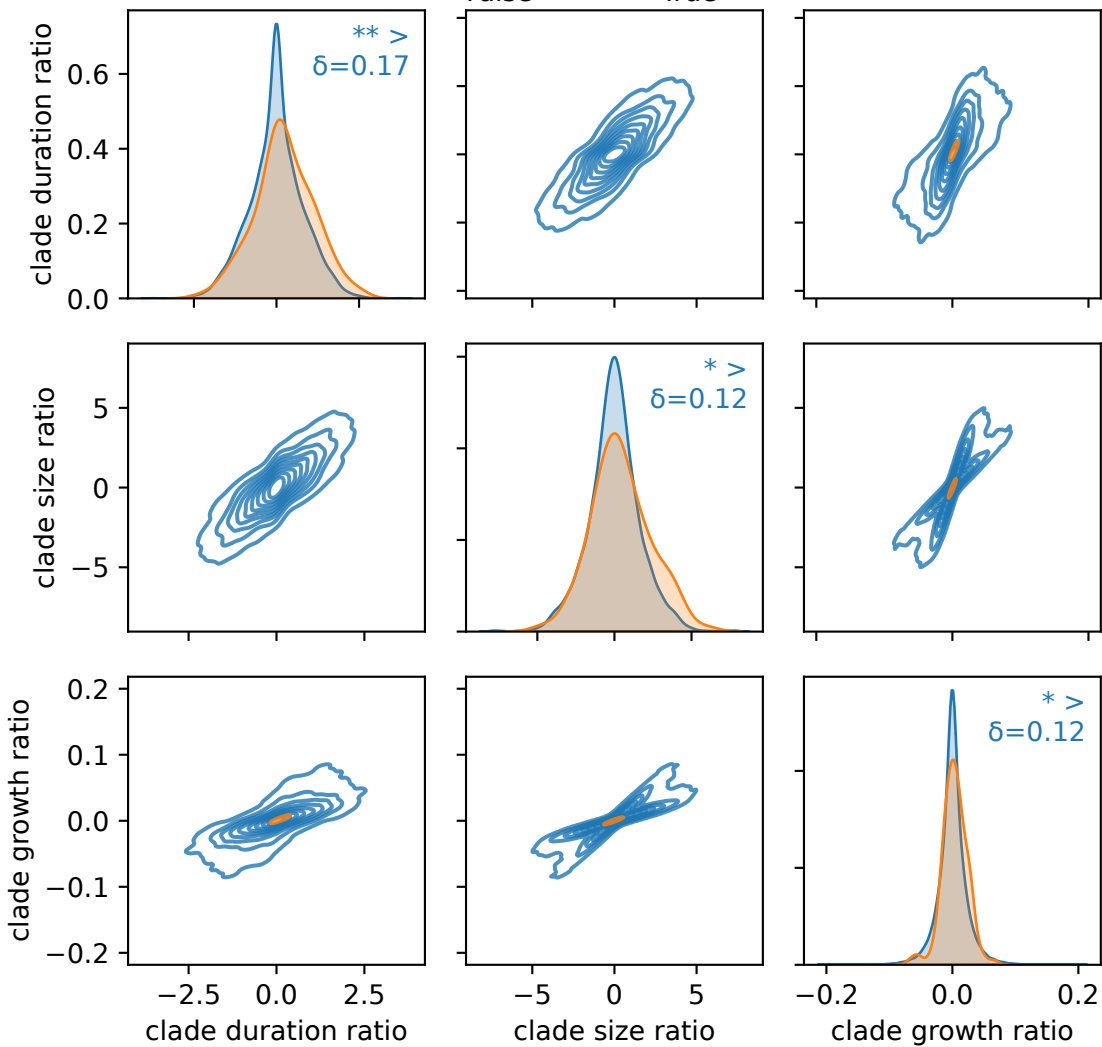 clade duration ratio
0.6
0.4
0.2
0.0
** >
δ=0.17
clade size ratio
5
0
−5
* >
δ=0.12
clade growth ratio
0.2
0.1
0.0
−0.1
−0.2
* >
δ=0.12
−2.5 0.0 2.5
−5 0 5
−0.2 0.0 0.2
clade duration ratio
clade size ratio
clade growth ratio